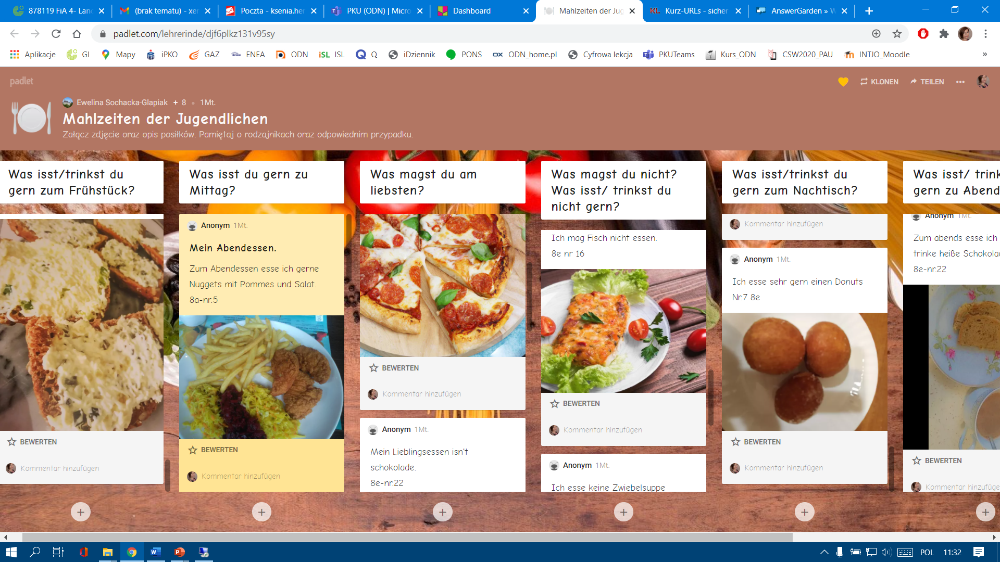 878119 FiA 4- Lan
(brak tematu) - xer
Poczta - ksenia.her
PKU (ODN) | Micro
Dashboard
Mahlzeiten der Jug
Kurz-URLs - sicher
AnswerGarden » W
padlet.com/lehrerinde/djf6plkz131v95sy
Aplikacje
GI
Mapy
iPKO
GAZ
ENEA
ODN
iSL ISL
Q
iDziennik
PONS
OX ODN_home.pl
Cyfrowa lekcja
PKUTeams
Kurs_ODN
CSW2020_PAU
INTJO_Moodle
»
padlet
KLONEN
TEILEN
Ewelina Sochacka-Glapiak + 8 • 1Mt.
Mahlzeiten der Jugendlichen
Załącz zdjęcie oraz opis posiłków. Pamiętaj o rodzajnikach oraz odpowiednim przypadku.
Was isst/trinkst du
gern zum Frühstück?
BEWERTEN
Kommentar hinzufügen
Was isst du gern zu
Mittag?
Anonym 1Mt.
Mein Abendessen.
Zum Abendessen esse ich gerne
Nuggets mit Pommes und Salat.
8a-nr.5
BEWERTEN
Kommentar hinzufügen
Was magst du am
liebsten?
BEWERTEN
Kommentar hinzufügen
Anonym 1Mt.
Mein Lieblingsessen isn't
schokolade.
8e-nr.22
Was magst du nicht?
Was isst/ trinkst du
nicht gern?
Ich mag Fisch nicht essen.
8e nr 16
BEWERTEN
Kommentar hinzufügen
Anonym 1Mt.
Ich esse keine Zwiebelsuppe
Was isst/trinkst du
gern zum Nachtisch?
Kommentar hinzufügen
Anonym 1Mt.
Ich esse sehr gern einen Donuts
Nr.7 8e
BEWERTEN
Kommentar hinzufügen
Was isst/ trink
gern zu Abend
Anonym 1Mt.
Zum abends esse ich
trinke heiße Schokola
8e-nr.22
BEWERTEN
Kommentar hinzufüge
POL
11:32